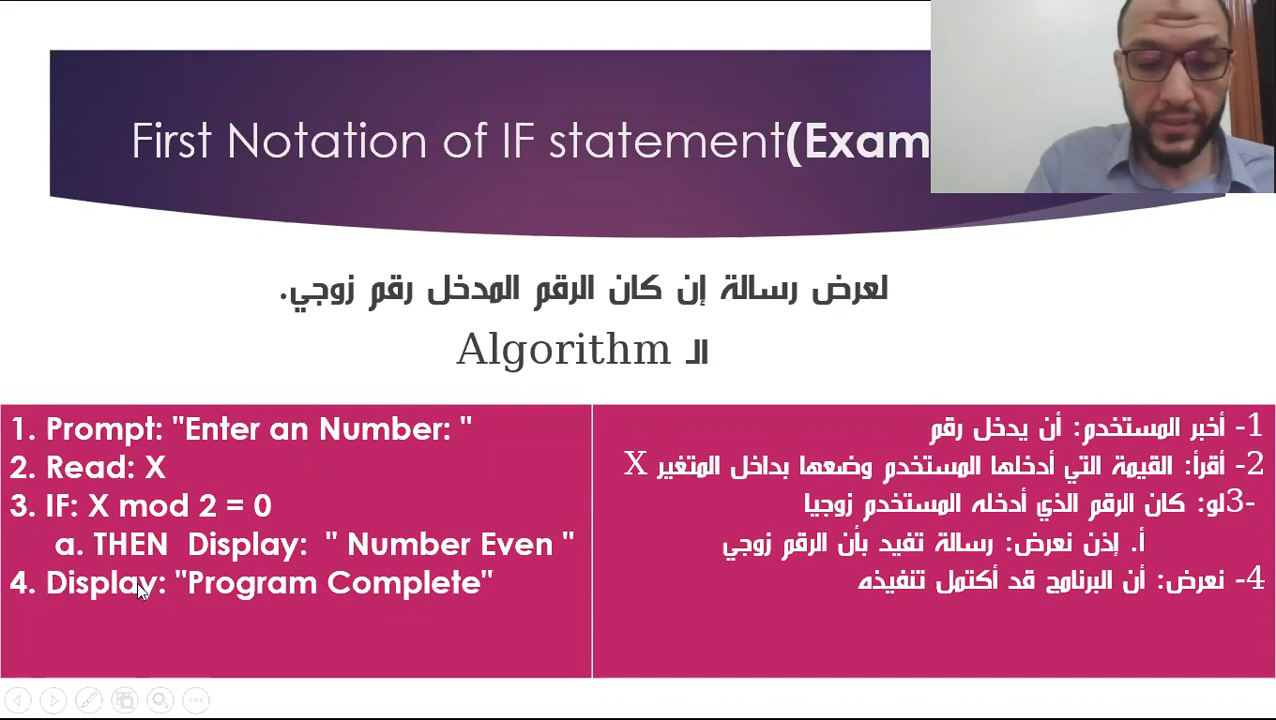 First Notation of IF statement(Exam
لعرض رسالة إن كان الرقم المدخل رقم زوجي.
الـ Algorithm
1. Prompt: "Enter an Number: "
2. Read: X
3. IF: X mod 2 = 0
a. THEN Display: " Number Even "
4. Display: "Program Complete"
1- أخبر المستخدم: أن يدخل رقم
2- أقرأ: القيمة التي أدخلها المستخدم وضعها بداخل المتغير X
3-لو: كان الرقم الذي أدخله المستخدم زوجيا
أ. إذن نعرض: رسالة تفيد بأن الرقم زوجي
4- نعرض: أن البرنامج قد أكتمل تنفيذه